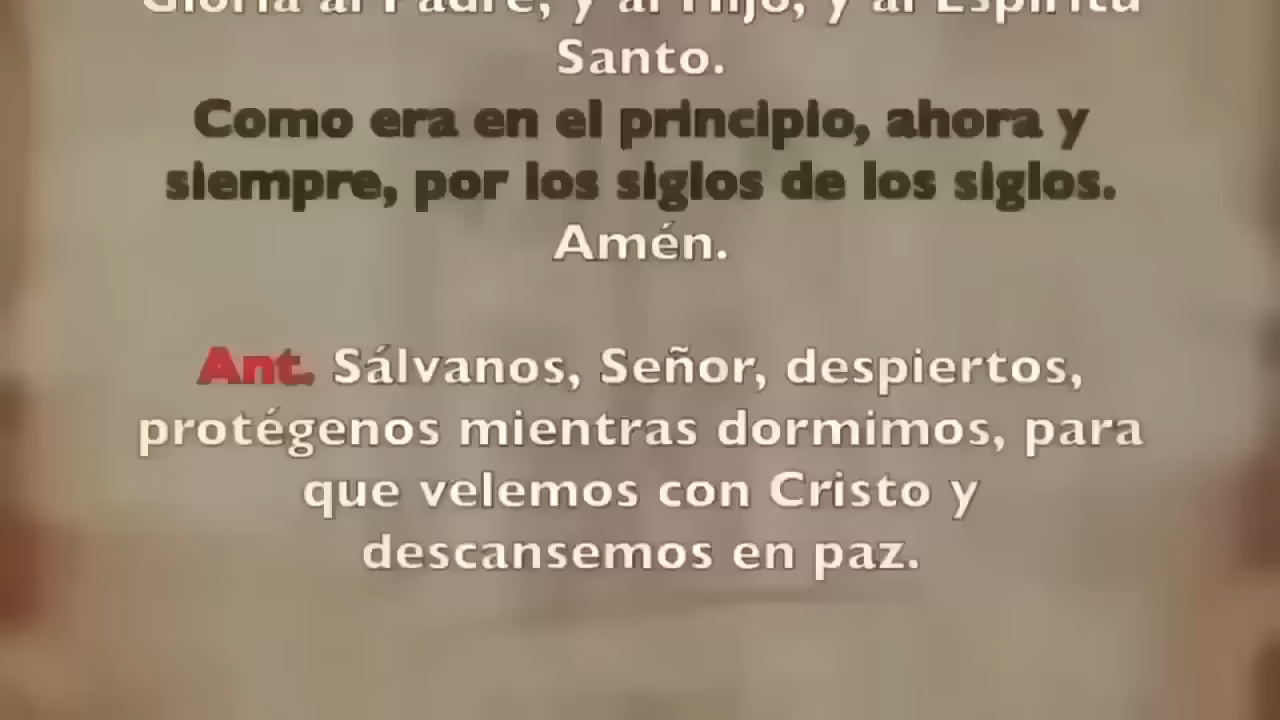 Gloria al Padre, y al Hijo, y al Espíritu
Santo.
Como era en el principio, ahora y
siempre, por los siglos de los siglos.
Amén.
Ant. Sálvanos, Señor, despiertos,
protégenos mientras dormimos, para
que velemos con Cristo y
descansemos en paz.